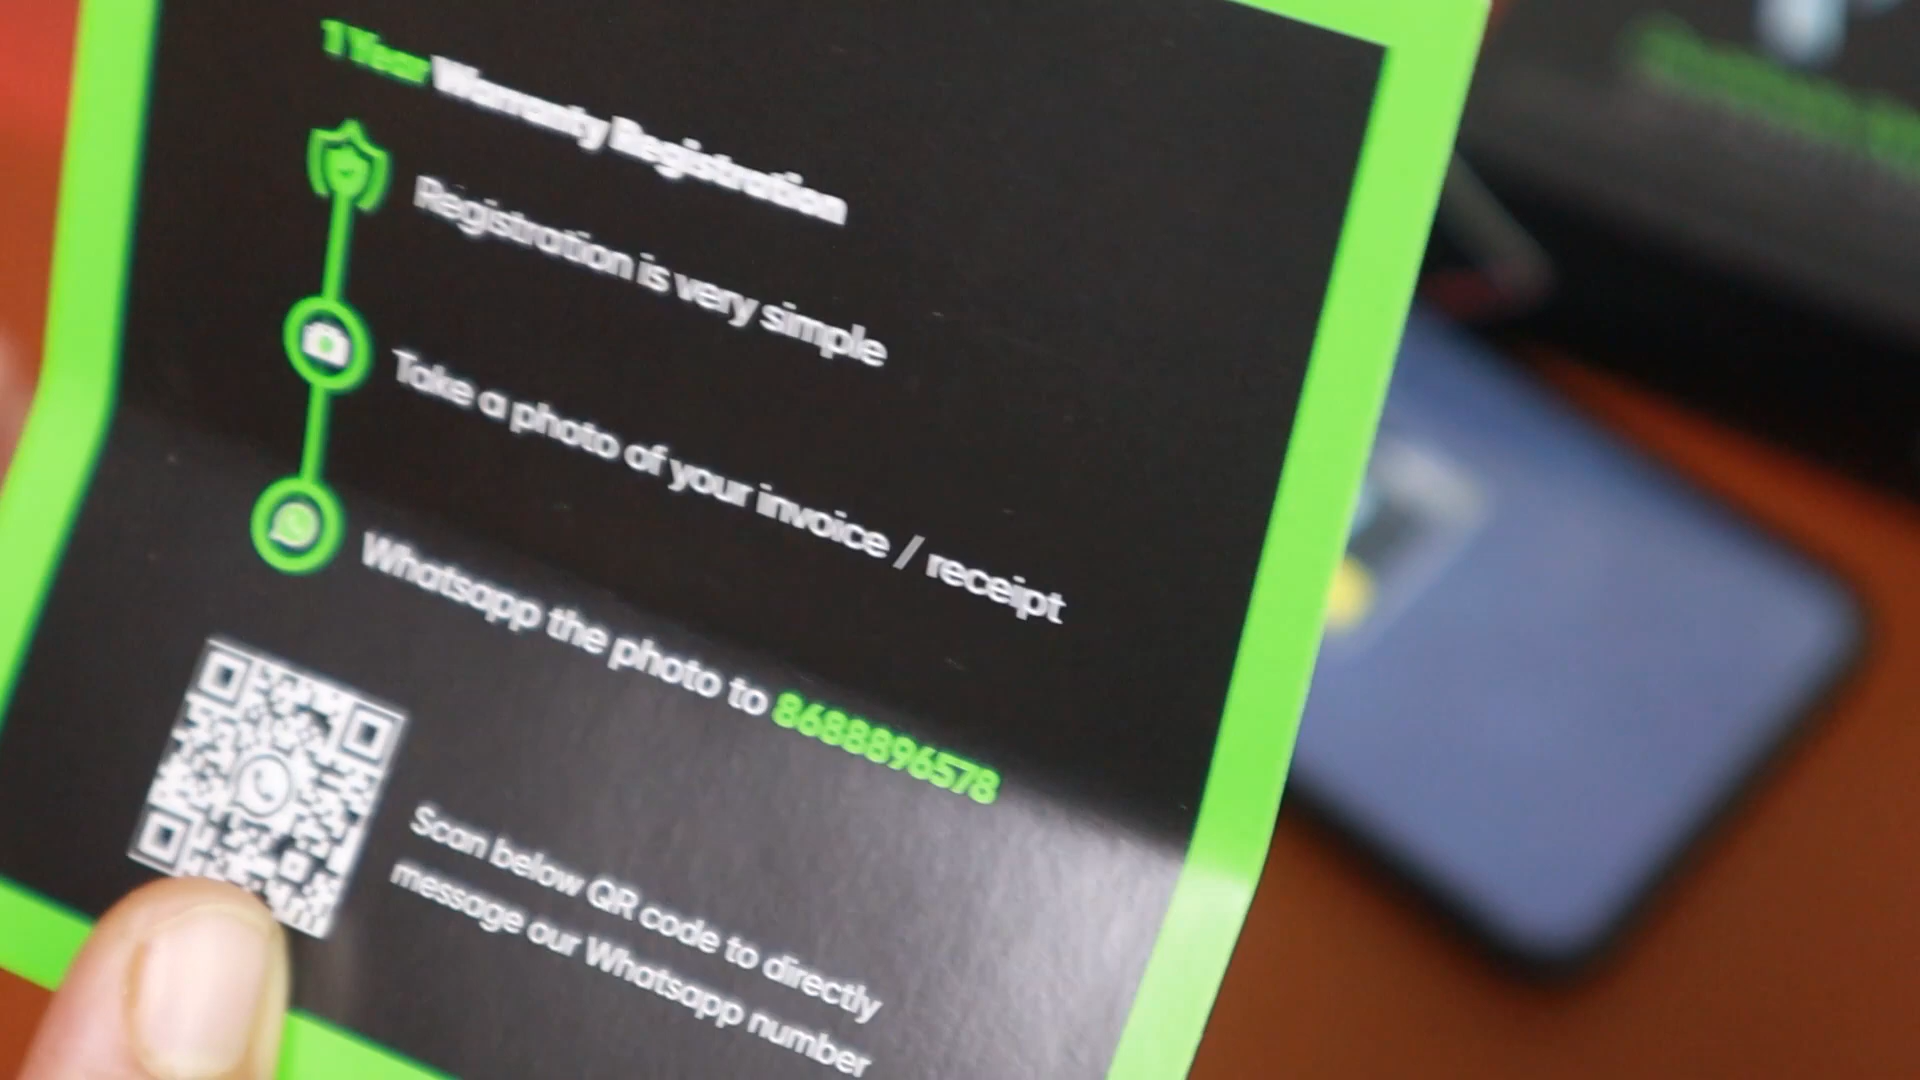 1 Year Warranty Registration
Registration is very simple
Take a photo of your invoice / receipt
Whatsapp the photo to 8688896578
Scan below QR code to directly
message our Whatsapp number